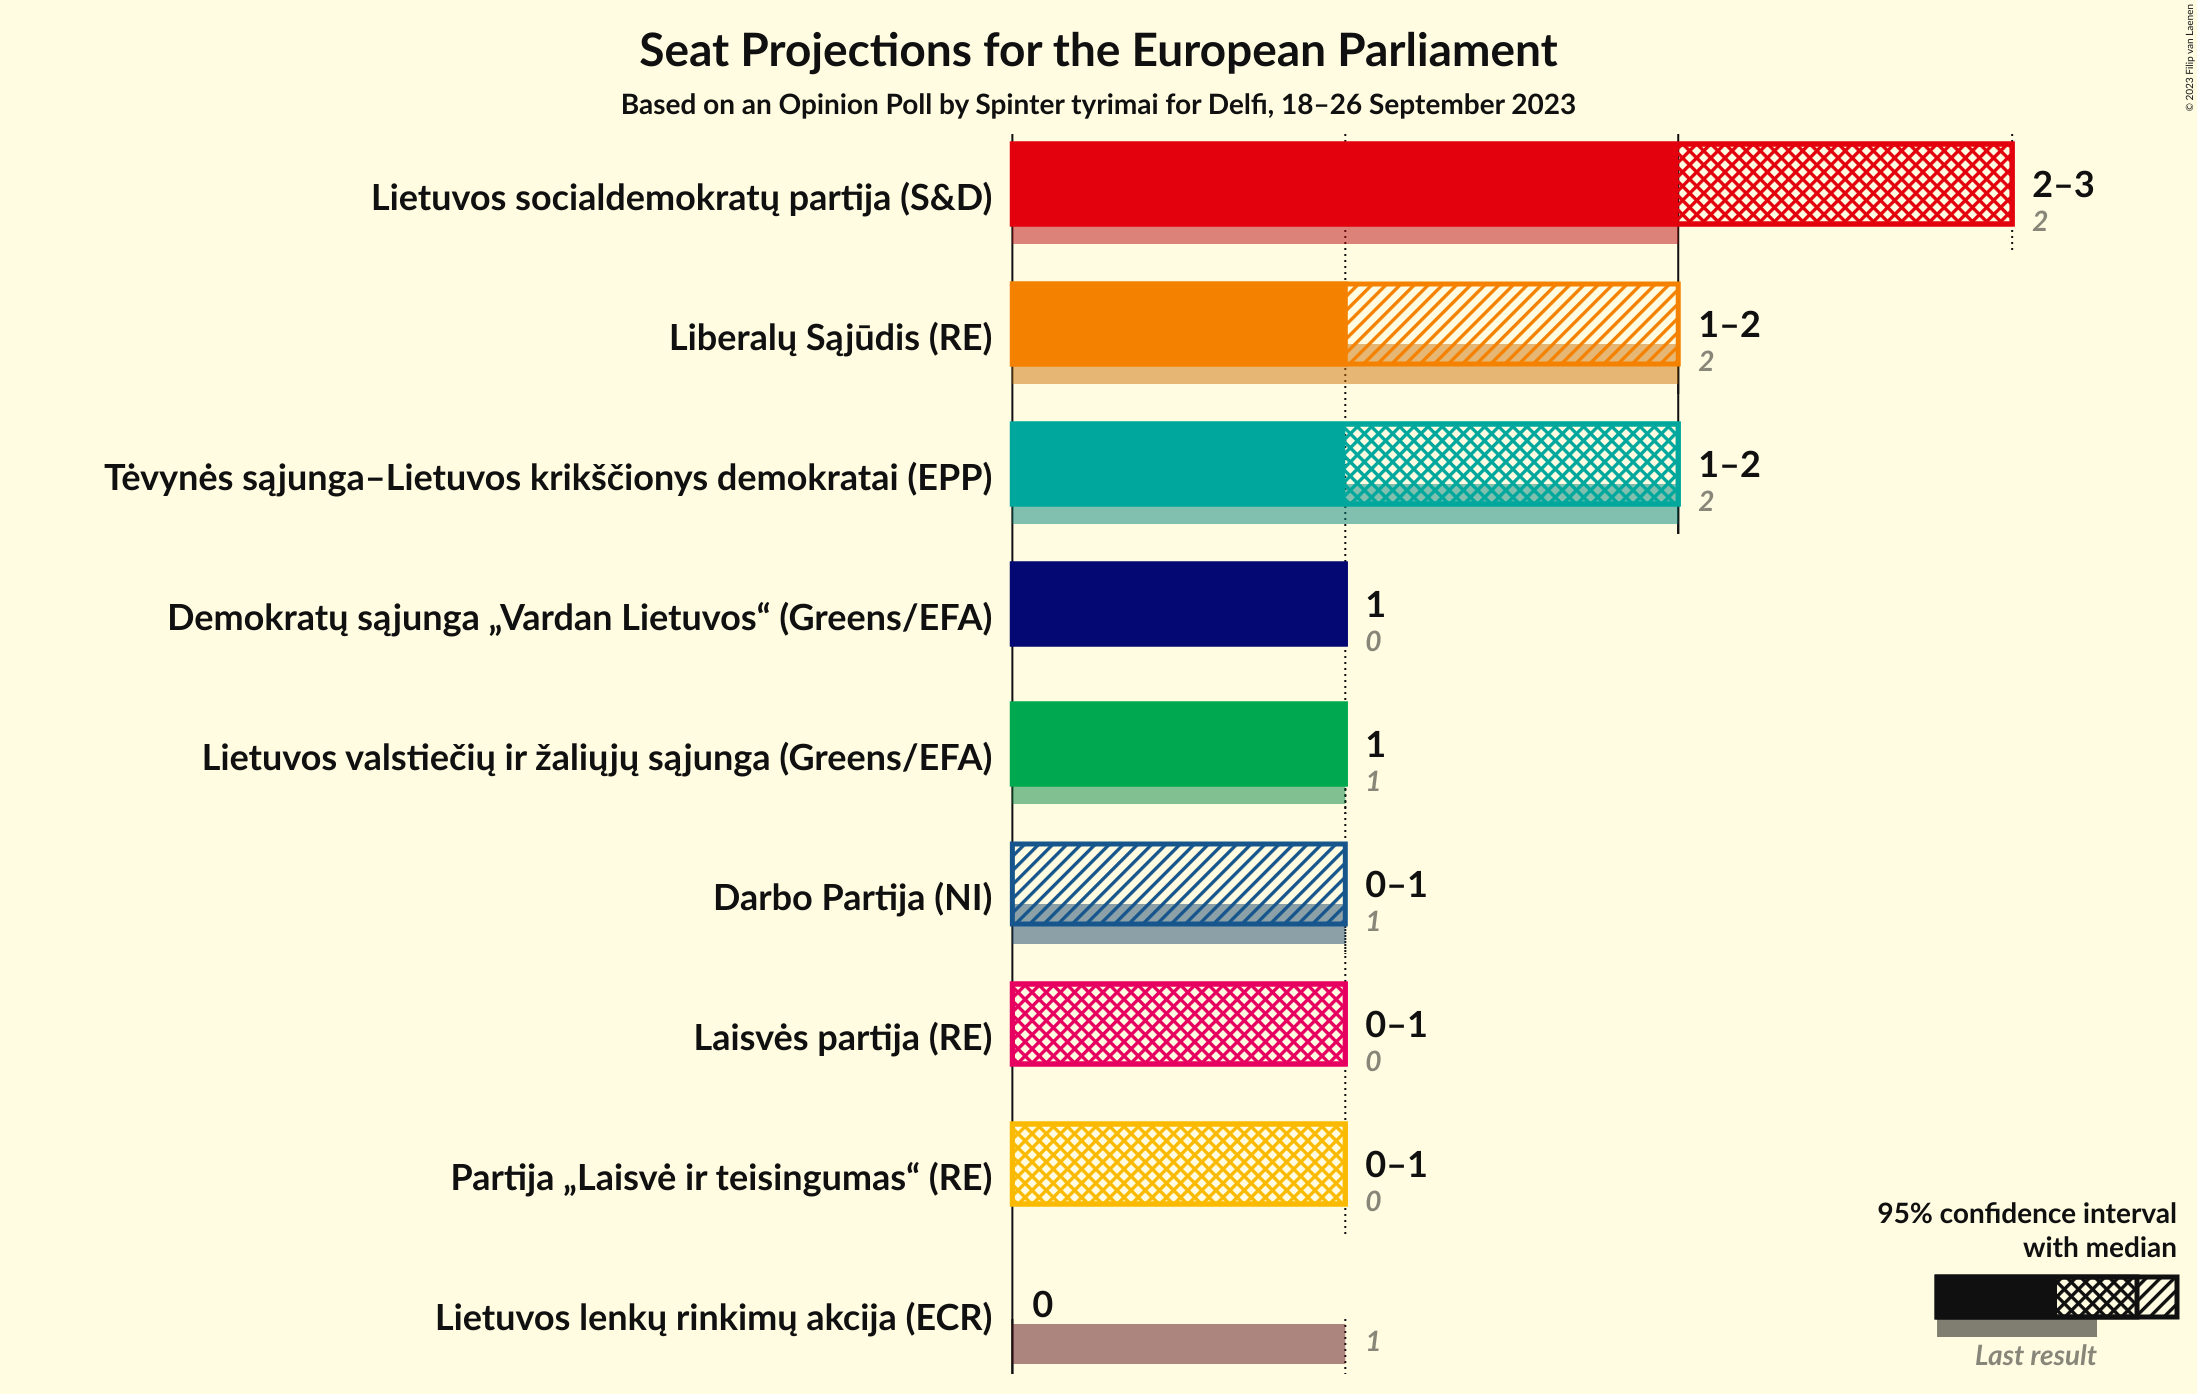 Seat Projections for the European Parliament
Based on an Opinion Poll by Spinter tyrimai for Delfi, 18–26 September 2023
© 2023 Filip van Laenen
Lietuvos socialdemokratų partija (S&D)
2–3
2
Liberalų Sąjūdis (RE)
1–2
2
Tėvynės sąjunga–Lietuvos krikščionys demokratai (EPP)
1–2
2
Demokratų sąjunga „Vardan Lietuvos“ (Greens/EFA)
1
0
Lietuvos valstiečių ir žaliųjų sąjunga (Greens/EFA)
1
1
Darbo Partija (NI)
0–1
1
Laisvės partija (RE)
0–1
0
Partija „Laisvė ir teisingumas“ (RE)
0–1
0
Lietuvos lenkų rinkimų akcija (ECR)
0
1
95% confidence interval
with median
Last result